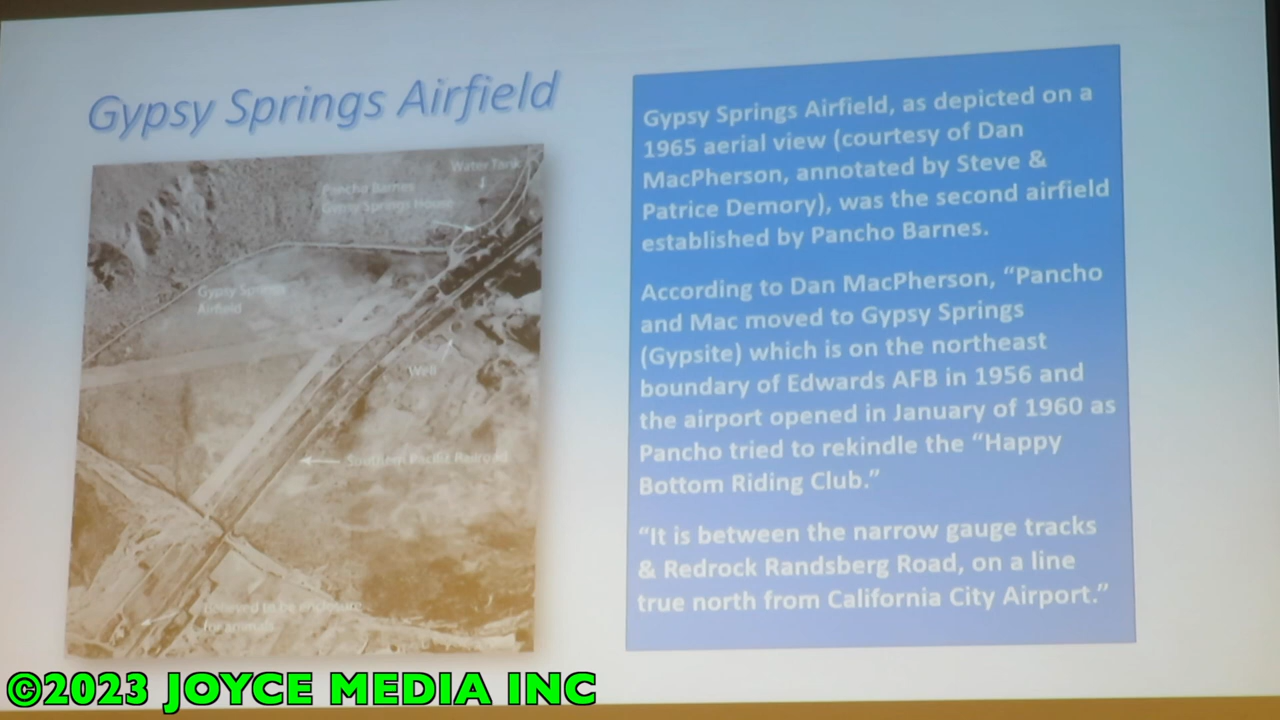 Gypsy Springs Airfield
Water Tank
Pancho Barnes
Gypsy Springs House
Gypsy Springs
Airfield
Well
Southern Pacific Railroad
Believed to be enclosure
for animals
Gypsy Springs Airfield, as depicted on a
1965 aerial view (courtesy of Dan
MacPherson, annotated by Steve &
Patrice Demory), was the second airfield
established by Pancho Barnes.
According to Dan MacPherson, “Pancho
and Mac moved to Gypsy Springs
(Gypsite) which is on the northeast
boundary of Edwards AFB in 1956 and
the airport opened in January of 1960 as
Pancho tried to rekindle the “Happy
Bottom Riding Club.”
“It is between the narrow gauge tracks
& Redrock Randsberg Road, on a line
true north from California City Airport.”
©2023 JOYCE MEDIA INC